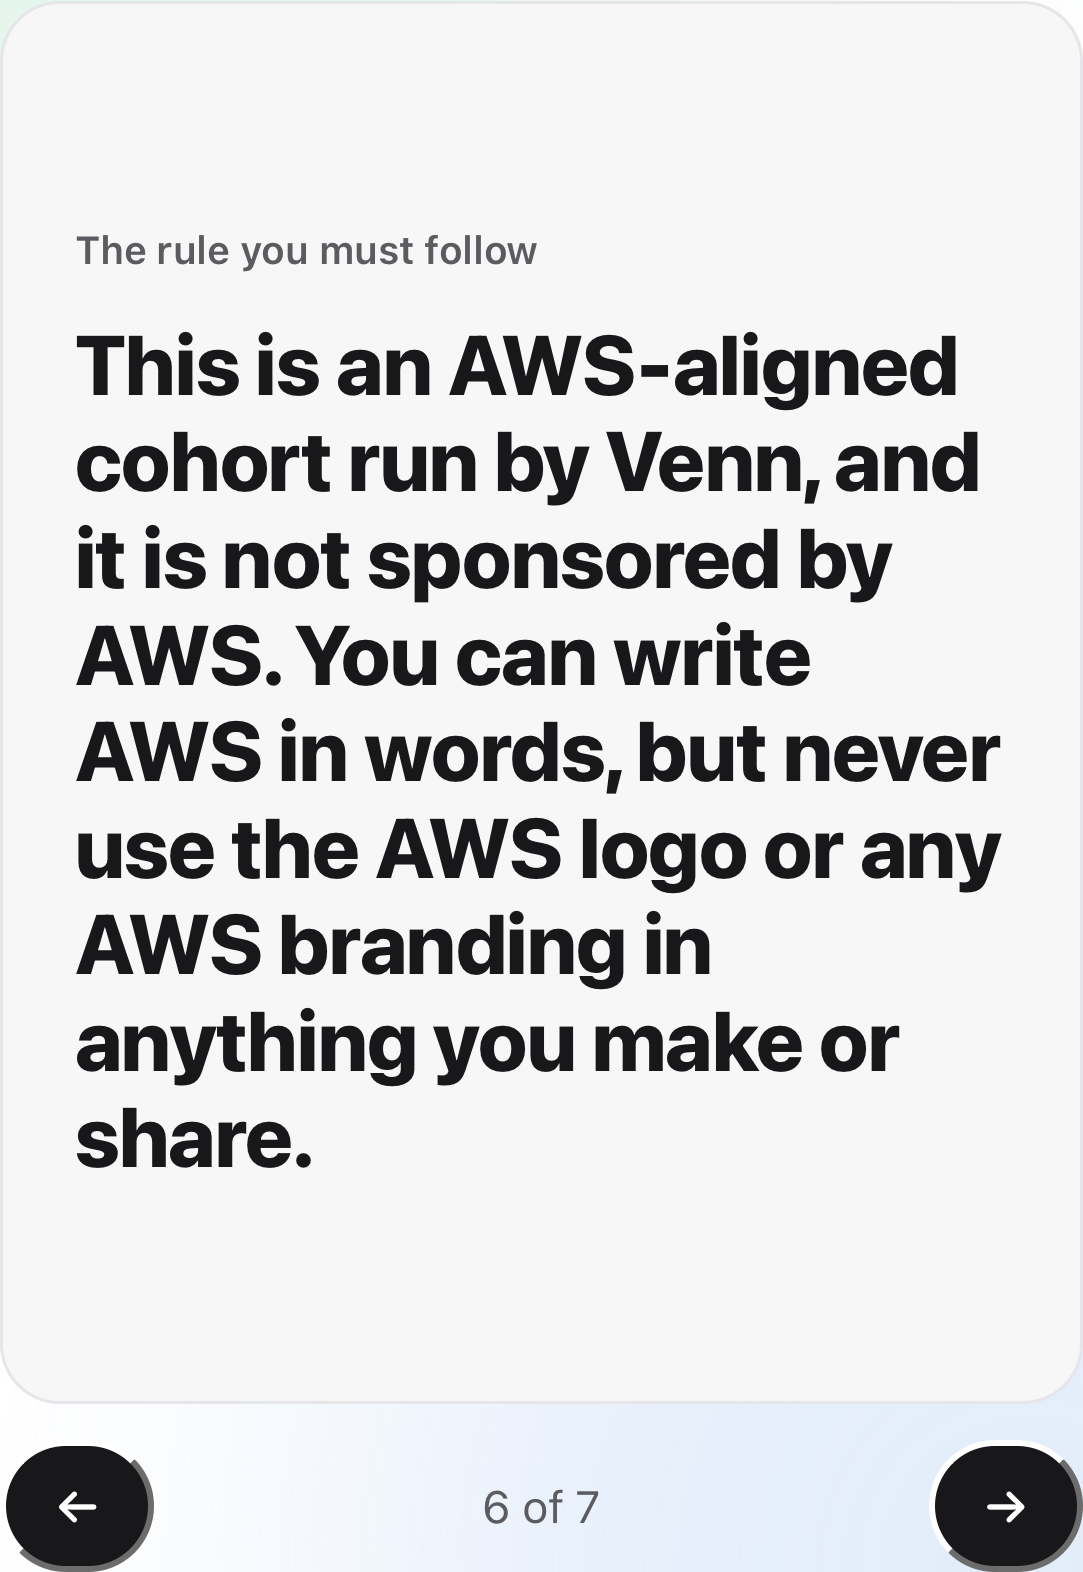 The rule you must follow
This is an AWS-aligned
cohort run by Venn, and
it is not sponsored by
AWS. You can write
AWS in words, but never
use the AWS logo or any
AWS branding in
anything you make or
share.
6 of 7